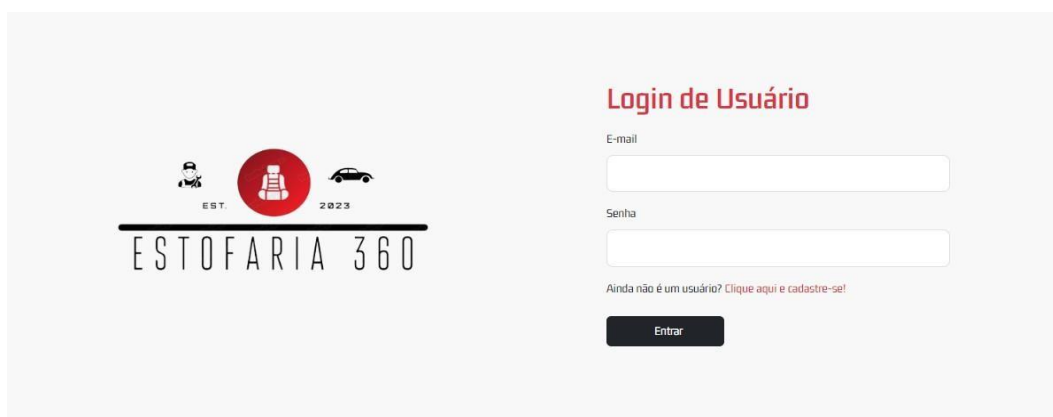 EST. 2023
ESTOFARIA 360
Login de Usuário
E-mail
Senha
Ainda não é um usuário? Clique aqui e cadastre-se!
Entrar